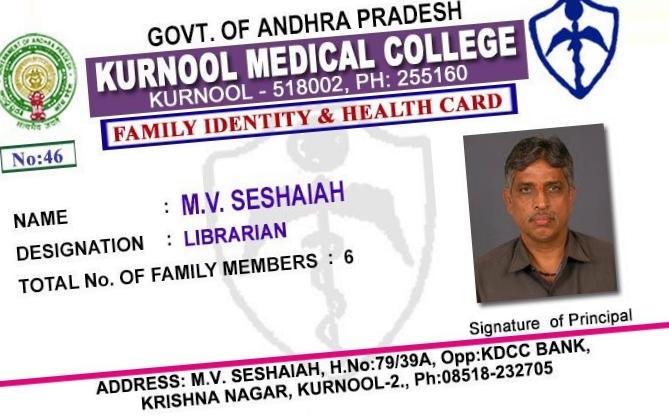 GOVT. OF ANDHRA PRADESH
KURNOOL MEDICAL COLLEGE
KURNOOL - 518002, PH: 255160
FAMILY IDENTITY & HEALTH CARD
No:46
NAME : M.V. SESHAIAH
DESIGNATION : LIBRARIAN
TOTAL No. OF FAMILY MEMBERS : 6
Signature of Principal
ADDRESS: M.V. SESHAIAH, H.No:79/39A, Opp:KDCC BANK,
KRISHNA NAGAR, KURNOOL-2., Ph:08518-232705